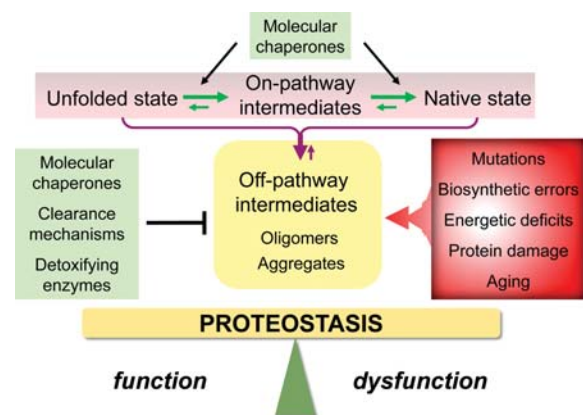 Molecular
chaperones
Unfolded state
On-pathway
intermediates
Native state
Molecular
chaperones
Clearance
mechanisms
Detoxifying
enzymes
Off-pathway
intermediates
Oligomers
Aggregates
Mutations
Biosynthetic errors
Energetic deficits
Protein damage
Aging
PROTEOSTASIS
function
dysfunction